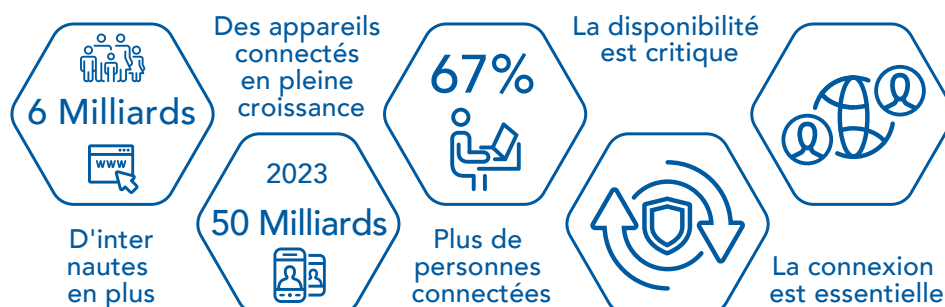 6 Milliards
www
D'inter
nautes
en plus
Des appareils
connectés
en pleine
croissance
2023
50 Milliards
67%
Plus de
personnes
connectées
La disponibilité
est critique
La connexion
est essentielle